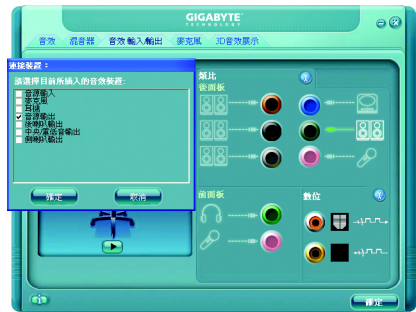 GIGABYTE
TECHNOLOGY
音效 混音器 音效輸入/輸出 麥克風 3D音效展示
連接裝置：
請選擇目前所插入的音效裝置:
音源輸入
麥克風
耳機
音源輸出
後喇叭輸出
中央/重低音輸出
側喇叭輸出
確定 取消
類比
後面板
前面板
數位
確定